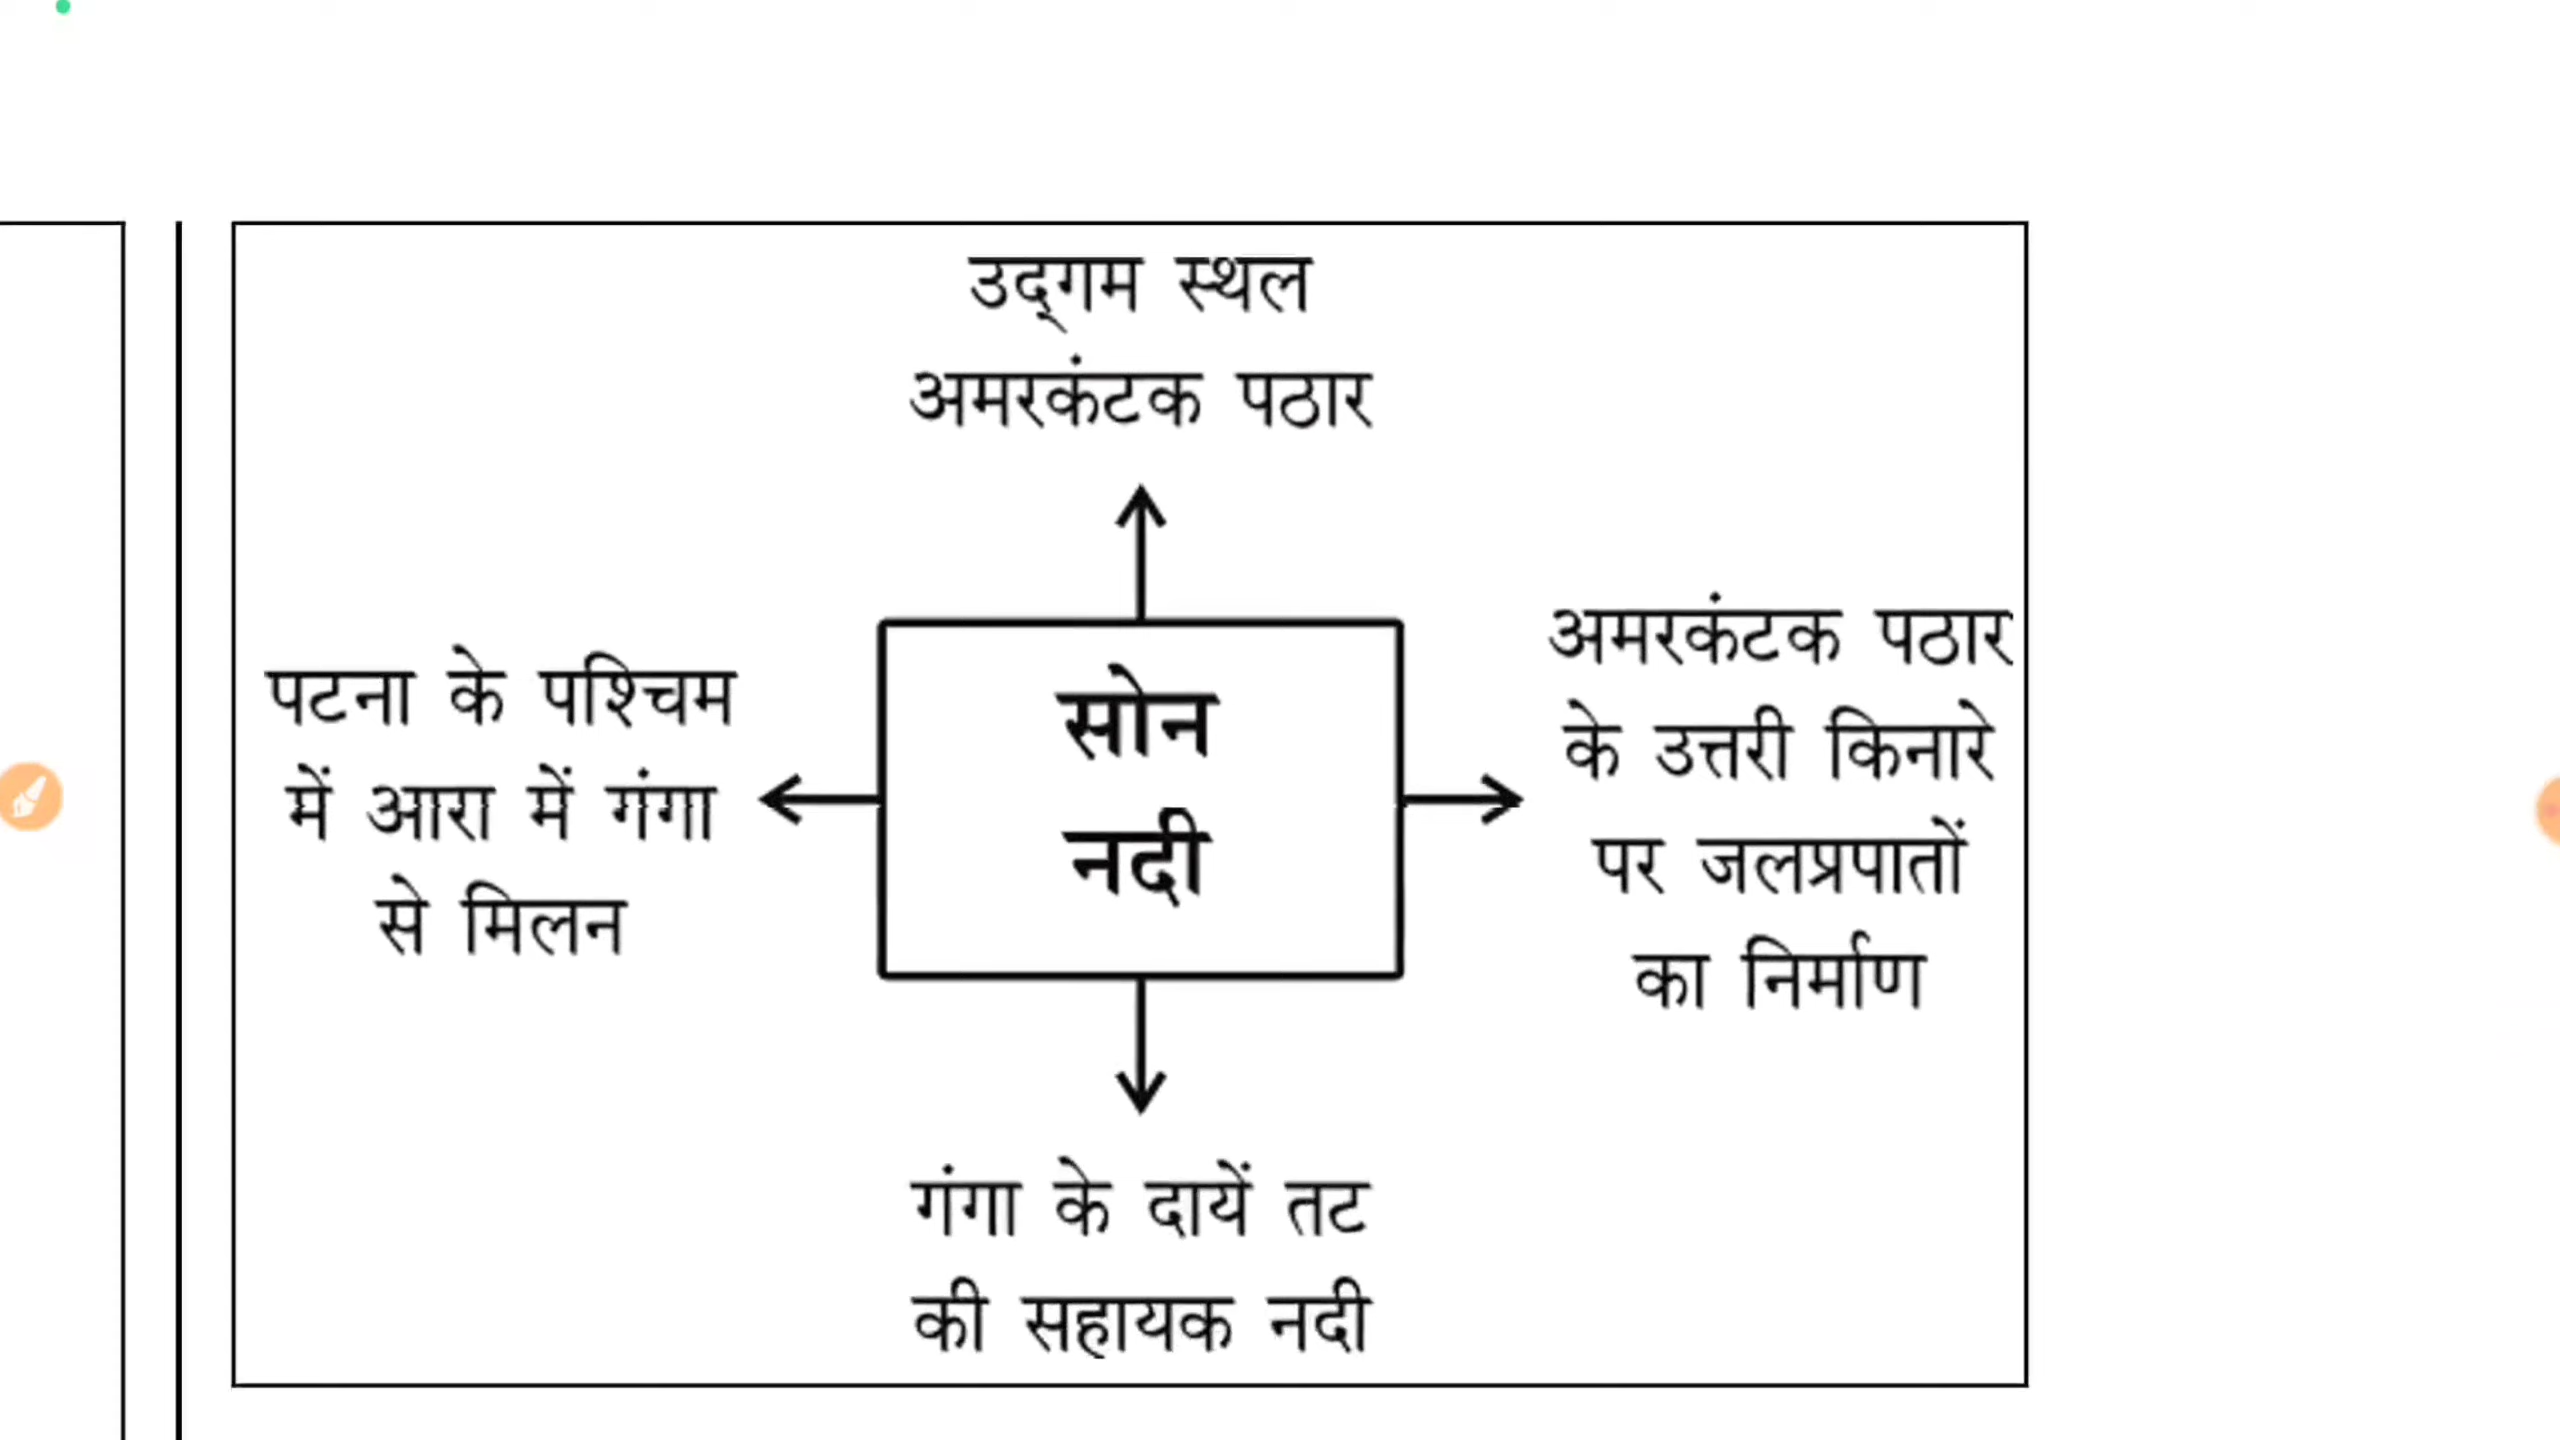 उद्गम स्थल
अमरकंटक पठार
पटना के पश्चिम
में आरा में गंगा
से मिलन
सोन
नदी
अमरकंटक पठार
के उत्तरी किनारे
पर जलप्रपातों
का निर्माण
गंगा के दायें तट
की सहायक नदी